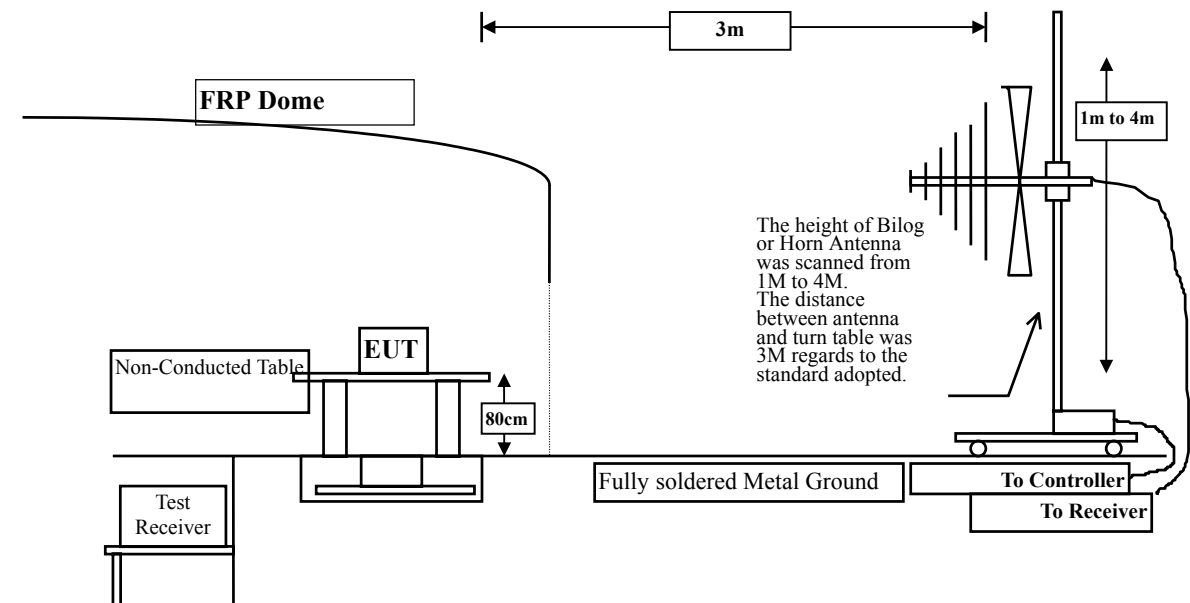 3m
FRP Dome
1m to 4m
The height of Bilog
or Horn Antenna
was scanned from
1M to 4M.
The distance
between antenna
and turn table was
3M regards to the
standard adopted.
EUT
Non-Conducted Table
80cm
Fully soldered Metal Ground
To Controller
To Receiver
Test
Receiver